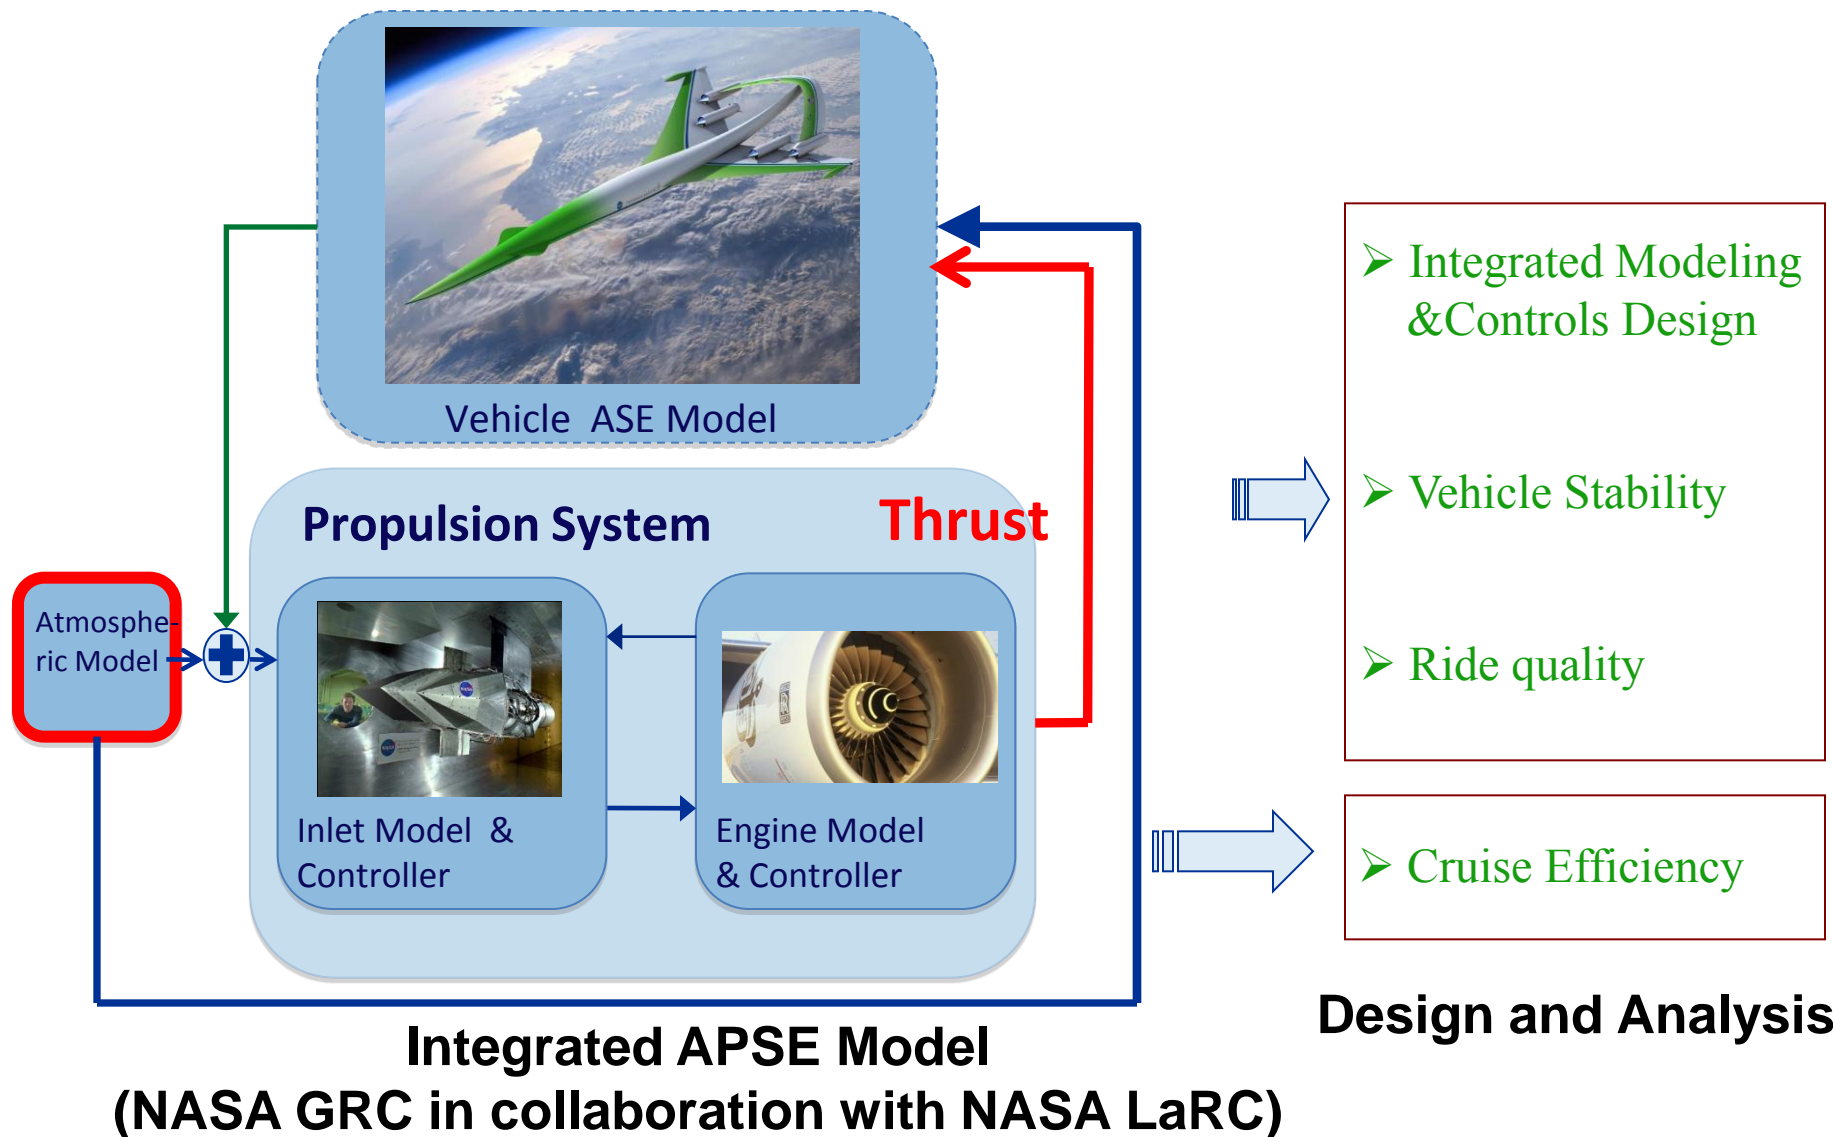 Vehicle ASE Model
Propulsion System
Thrust
Atmosphe-
ric Model
Inlet Model &
Controller
Engine Model
& Controller
Integrated APSE Model
(NASA GRC in collaboration with NASA LaRC)
➢ Integrated Modeling
&Controls Design
➢ Vehicle Stability
➢ Ride quality
➢ Cruise Efficiency
Design and Analysis